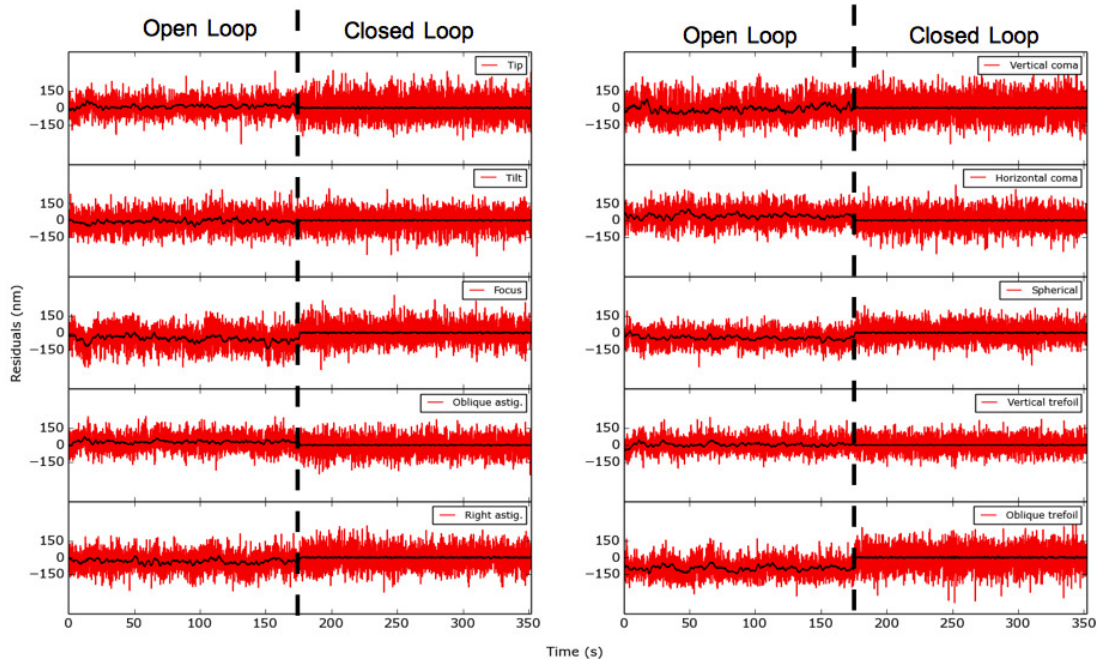 Open Loop
Closed Loop
Open Loop
Closed Loop
Tip
150
0
−150
Tilt
150
0
−150
Focus
150
0
−150
Oblique astig.
150
0
−150
Right astig.
150
0
−150
0 50 100 150 200 250 300 350
Vertical coma
150
0
−150
Horizontal coma
150
0
−150
Spherical
150
0
−150
Vertical trefoil
150
0
−150
Oblique trefoil
150
0
−150
0 50 100 150 200 250 300 350
Residuals (nm)
Time (s)